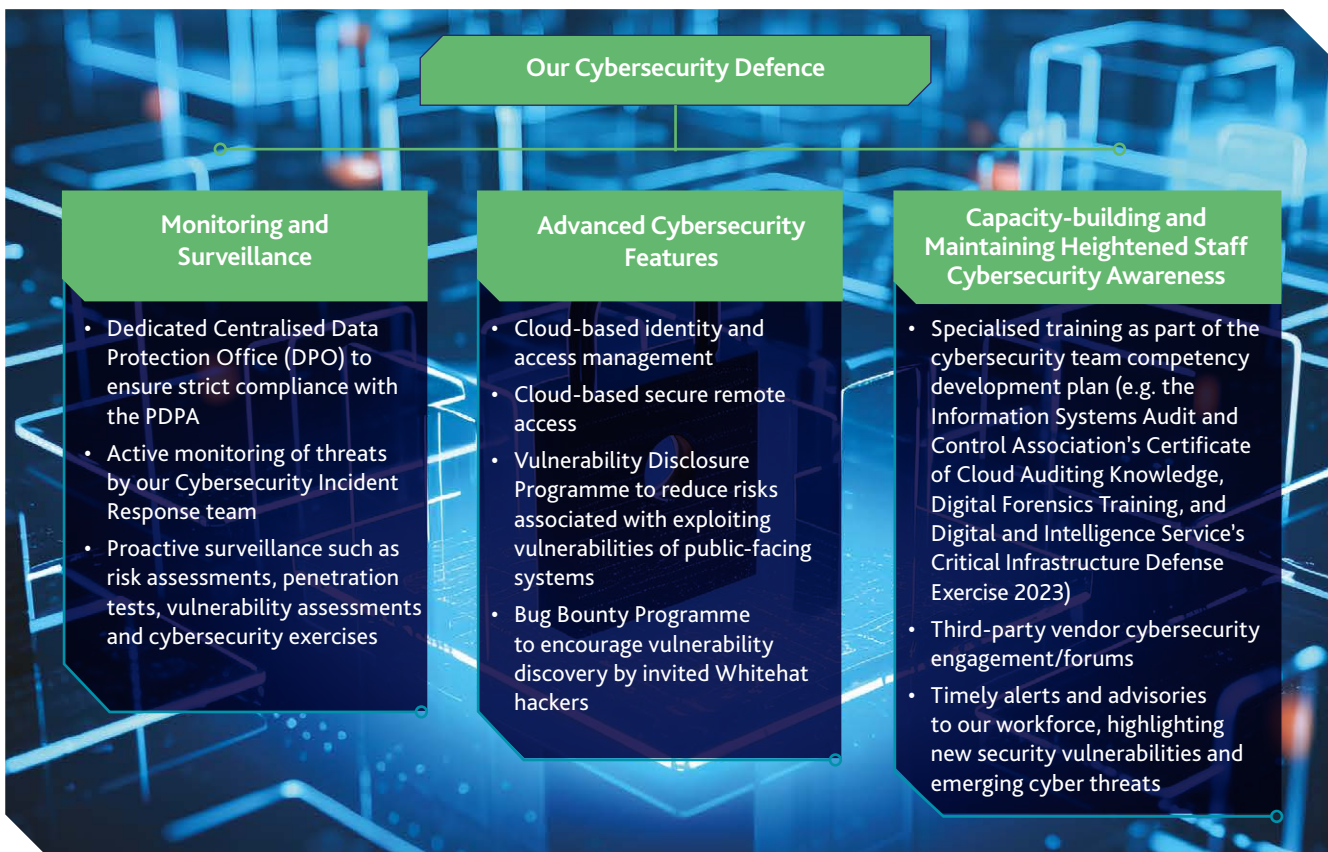 Our Cybersecurity Defence
Monitoring and
Surveillance
• Dedicated Centralised Data
Protection Office (DPO) to
ensure strict compliance with
the PDPA
• Active monitoring of threats
by our Cybersecurity Incident
Response team
• Proactive surveillance such as
risk assessments, penetration
tests, vulnerability assessments
and cybersecurity exercises
Advanced Cybersecurity
Features
• Cloud-based identity and
access management
• Cloud-based secure remote
access
• Vulnerability Disclosure
Programme to reduce risks
associated with exploiting
vulnerabilities of public-facing
systems
• Bug Bounty Programme
to encourage vulnerability
discovery by invited Whitehat
hackers
Capacity-building and
Maintaining Heightened Staff
Cybersecurity Awareness
• Specialised training as part of the
cybersecurity team competency
development plan (e.g. the
Information Systems Audit and
Control Association's Certificate
of Cloud Auditing Knowledge,
Digital Forensics Training, and
Digital and Intelligence Service's
Critical Infrastructure Defense
Exercise 2023)
• Third-party vendor cybersecurity
engagement/forums
• Timely alerts and advisories
to our workforce, highlighting
new security vulnerabilities and
emerging cyber threats